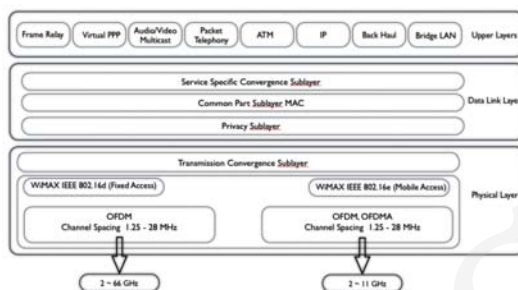 Frame Relay
Virtual PPP
Audio/Video
Multicast
Packet
Telephony
ATM
IP
Back Haul
Bridge LAN
Upper Layers
Service Specific Convergence Sublayer
Common Part Sublayer MAC
Privacy Sublayer
Data Link Laye
Transmission Convergence Sublayer
WiMAX IEEE 802.16d (Fixed Access)
WiMAX IEEE 802.16e (Mobile Access)
Physical Layer
OFDM
Channel Spacing 1.25 - 28 MHz
OFDM, OFDMA
Channel Spacing 1.25 - 28 MHz
2 ~ 66 GHz
2 ~ 11 GHz